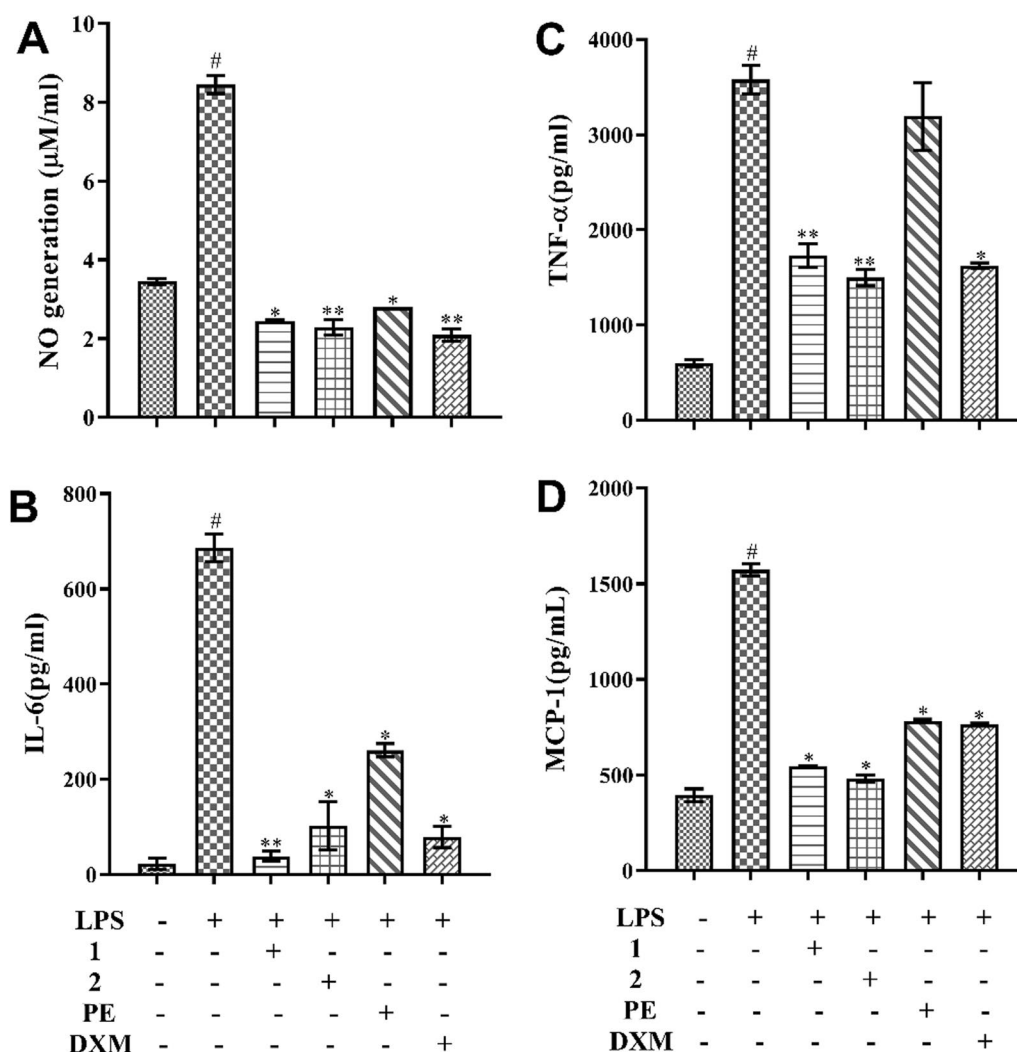 A
NO generation (μM/ml)
10
8
6
4
2
0
#
*
**
*
**
C
TNF-α(pg/ml)
4000
3000
2000
1000
0
#
**
**
*
B
IL-6(pg/ml)
800
600
400
200
0
#
**
*
*
*
D
MCP-1(pg/mL)
2000
1500
1000
500
0
#
*
*
*
*
LPS - + + + + +
1 - - + - - -
2 - - - + - -
PE - - - - + -
DXM - - - - - +
LPS - + + + + +
1 - - + - - -
2 - - - + - -
PE - - - - + -
DXM - - - - - +